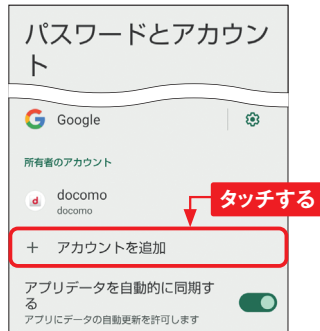 パスワードとアカウン
ト
Google
所有者のアカウント
d
docomo
docomo
タッチする
+ アカウントを追加
アプリデータを自動的に同期す
る
アプリにデータの自動更新を許可します